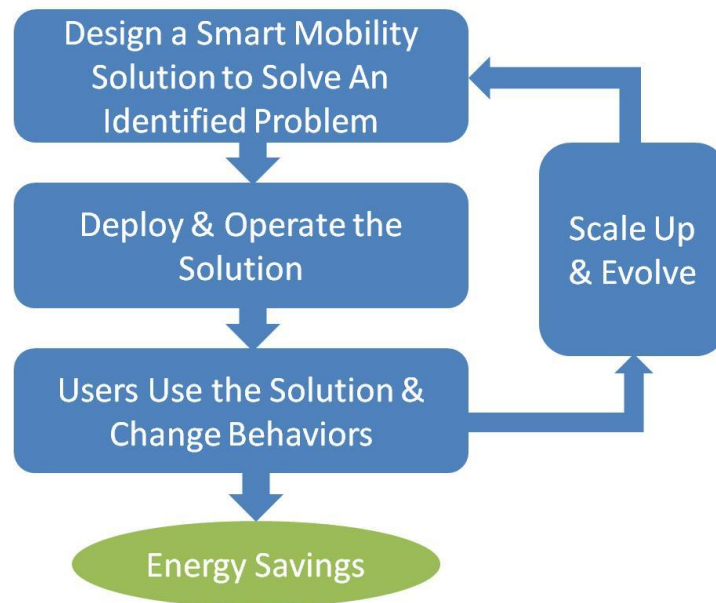 Design a Smart Mobility
Solution to Solve An
Identified Problem
Deploy & Operate the
Solution
Users Use the Solution &
Change Behaviors
Energy Savings
Scale Up
& Evolve